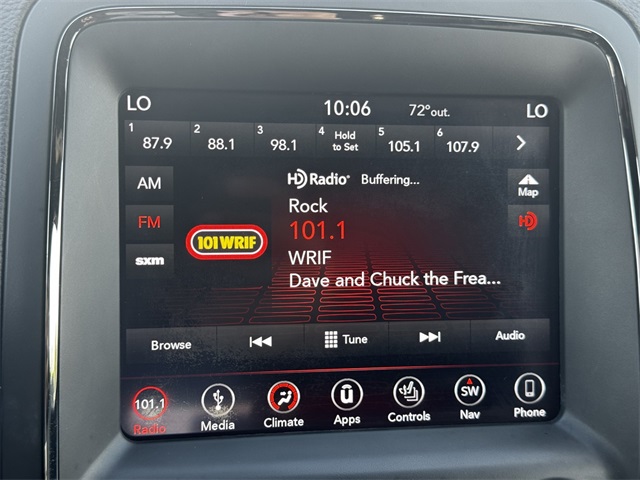 LO 10:06 72°out. LO
1 87.9 2 88.1 3 98.1 4 Hold to Set 5 105.1 6 107.9
AM HD Radio Buffering... Map
Rock
FM 101.1 HD
101 WRIF
WRIF
sxm Dave and Chuck the Frea...
Browse Tune Audio
101.1 SW
Radio Media Climate Apps Controls Nav Phone